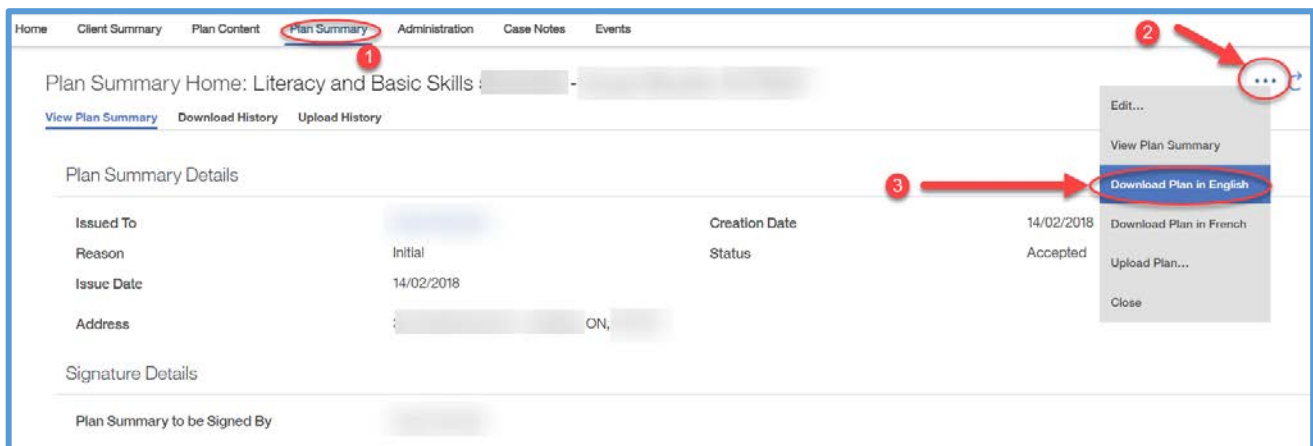 Home Client Summary Plan Content Plan Summary Administration Case Notes Events
1
2
Plan Summary Home: Literacy and Basic Skills -
...
View Plan Summary Download History Upload History
Edit...
View Plan Summary
3
Download Plan in English
Download Plan in French
Upload Plan...
Close
Plan Summary Details
Issued To
Creation Date 14/02/2018
Reason Initial
Status Accepted
Issue Date 14/02/2018
Address ON,
Signature Details
Plan Summary to be Signed By